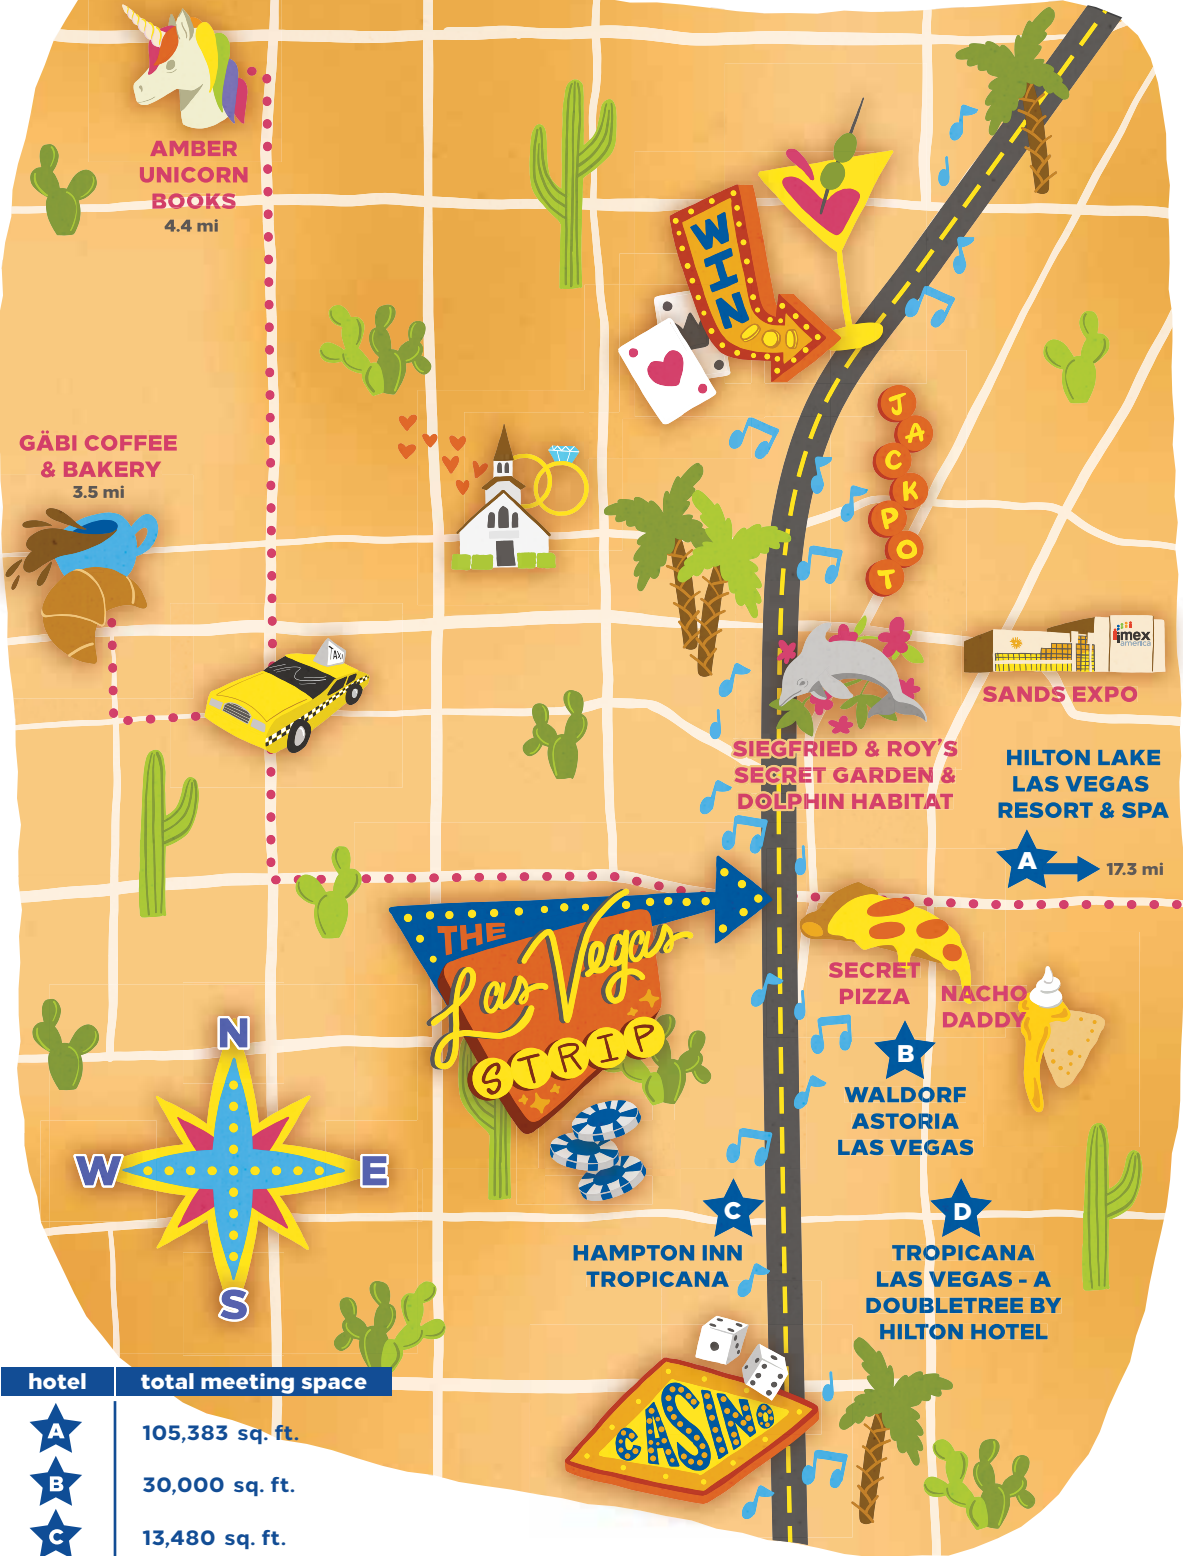 AMBER
UNICORN
BOOKS
4.4 mi
WIN
JACKPOT
GÄBI COFFEE
& BAKERY
3.5 mi
TAXI
imex
america
SANDS EXPO
SIEGFRIED & ROY'S
SECRET GARDEN &
DOLPHIN HABITAT
HILTON LAKE
LAS VEGAS
RESORT & SPA
A
17.3 mi
THE
Las Vegas
STRIP
SECRET
PIZZA
NACHO
DADDY
B
WALDORF
ASTORIA
LAS VEGAS
N
W
E
S
C
HAMPTON INN
TROPICANA
D
TROPICANA
LAS VEGAS - A
DOUBLETREE BY
HILTON HOTEL
CASINO
hotel total meeting space
A 105,383 sq. ft.
B 30,000 sq. ft.
C 13,480 sq. ft.